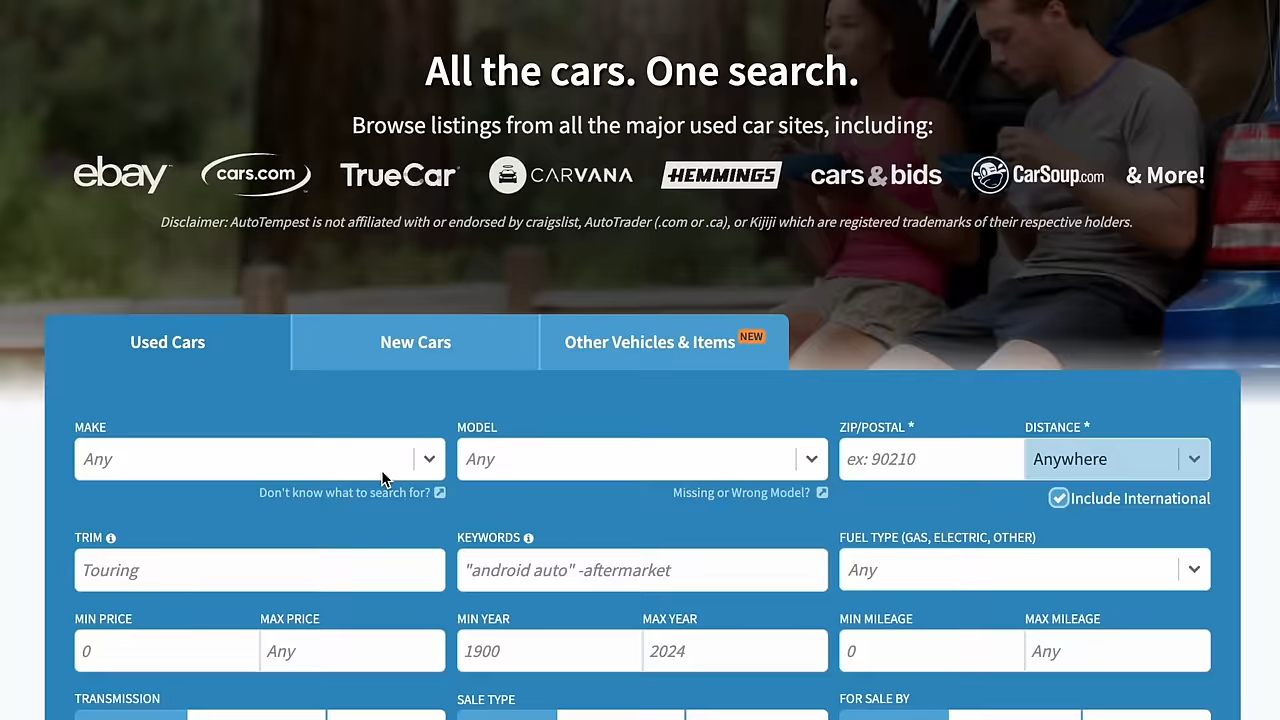 All the cars. One search.
Browse listings from all the major used car sites, including:
ebay cars.com TrueCar CARVANA HEMMINGS cars & bids CarSoup.com & More!
Disclaimer: AutoTempest is not affiliated with or endorsed by craigslist, AutoTrader (.com or .ca), or Kijiji which are registered trademarks of their respective holders.
Used Cars New Cars Other Vehicles & Items NEW
MAKE MODEL ZIP/POSTAL * DISTANCE *
Any Any ex: 90210 Anywhere
Don't know what to search for? Missing or Wrong Model? Include International
TRIM KEYWORDS FUEL TYPE (GAS, ELECTRIC, OTHER)
Touring "android auto" -aftermarket Any
MIN PRICE MAX PRICE MIN YEAR MAX YEAR MIN MILEAGE MAX MILEAGE
0 Any 1900 2024 0 Any
TRANSMISSION SALE TYPE FOR SALE BY